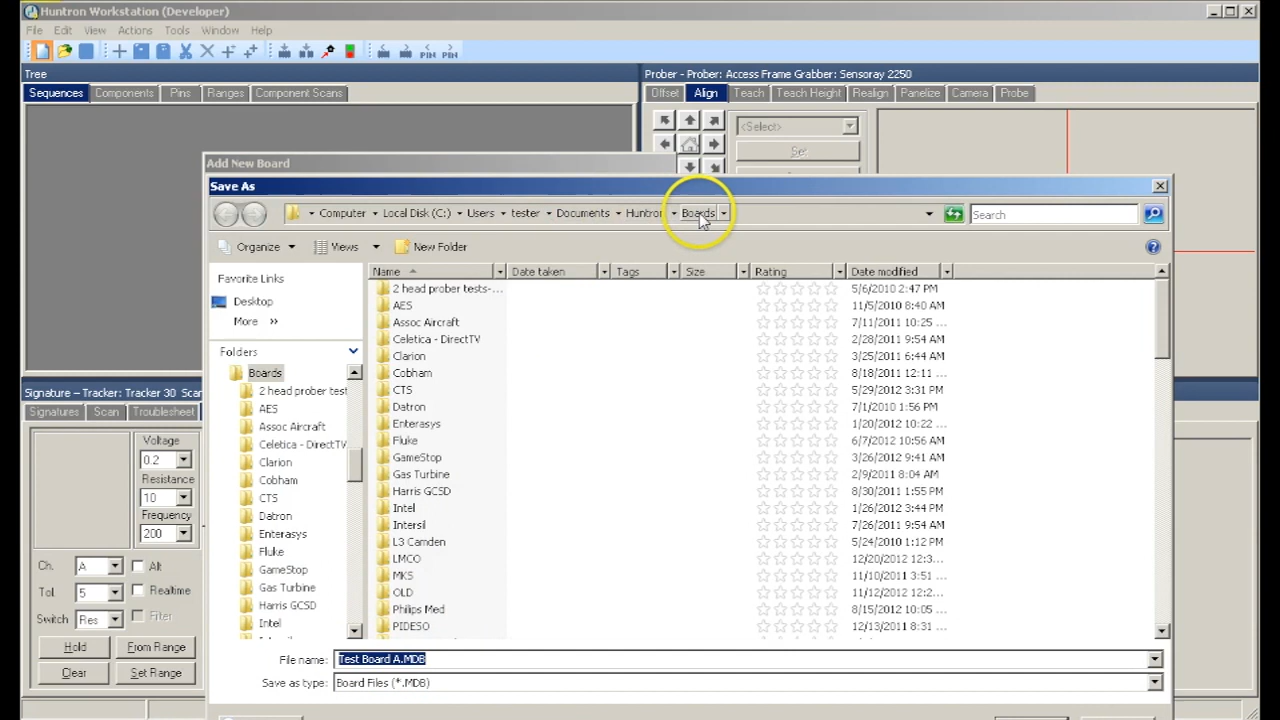 Huntron Workstation (Developer)
File Edit View Actions Tools Window Help
Tree
Prober - Prober: Access Frame Grabber: Sensoray 2250
Sequences Components Pins Ranges Component Scans
Offset Align Teach Teach Height Realign Panelize Camera Probe
<Select>
Set
Add New Board
Save As
Computer Local Disk (C:) Users tester Documents Huntron Boards
Search
Organize Views New Folder
Favorite Links
Desktop
More »
Folders
Boards
2 head prober test
AES
Assoc Aircraft
Celetica - DirectTV
Clarion
Cobham
CTS
Datron
Enterasys
Fluke
GameStop
Gas Turbine
Harris GCSD
Intel
Name Date taken Tags Size Rating Date modified
2 head prober tests-... 5/6/2010 2:47 PM
AES 11/5/2010 8:40 AM
Assoc Aircraft 7/11/2011 10:25 ...
Celetica - DirectTV 2/28/2011 9:54 AM
Clarion 3/25/2011 6:44 AM
Cobham 8/18/2011 12:11 ...
CTS 5/29/2012 3:31 PM
Datron 7/1/2010 1:56 PM
Enterasys 1/20/2012 10:22 ...
Fluke 6/7/2012 10:56 AM
GameStop 3/26/2012 9:41 AM
Gas Turbine 2/9/2011 8:04 AM
Harris GCSD 8/30/2011 1:55 PM
Intel 1/26/2012 3:44 PM
Intersil 7/26/2011 9:54 AM
L3 Camden 5/24/2010 1:12 PM
LMCO 12/20/2012 12:3...
MKS 11/10/2011 3:51 ...
OLD 11/12/2012 12:2...
Philips Med 8/15/2012 10:05 ...
PIDESO 12/13/2011 8:31 ...
File name: Test Board A.MDB
Save as type: Board Files (*.MDB)
Signature - Tracker: Tracker 30 Scar
Signatures Scan Troubleshoot
Voltage
0.2
Resistance
10
Frequency
200
Ch. A Alt
Tol 5 Realtime
Switch Res Filter
Hold From Range
Clear Set Range